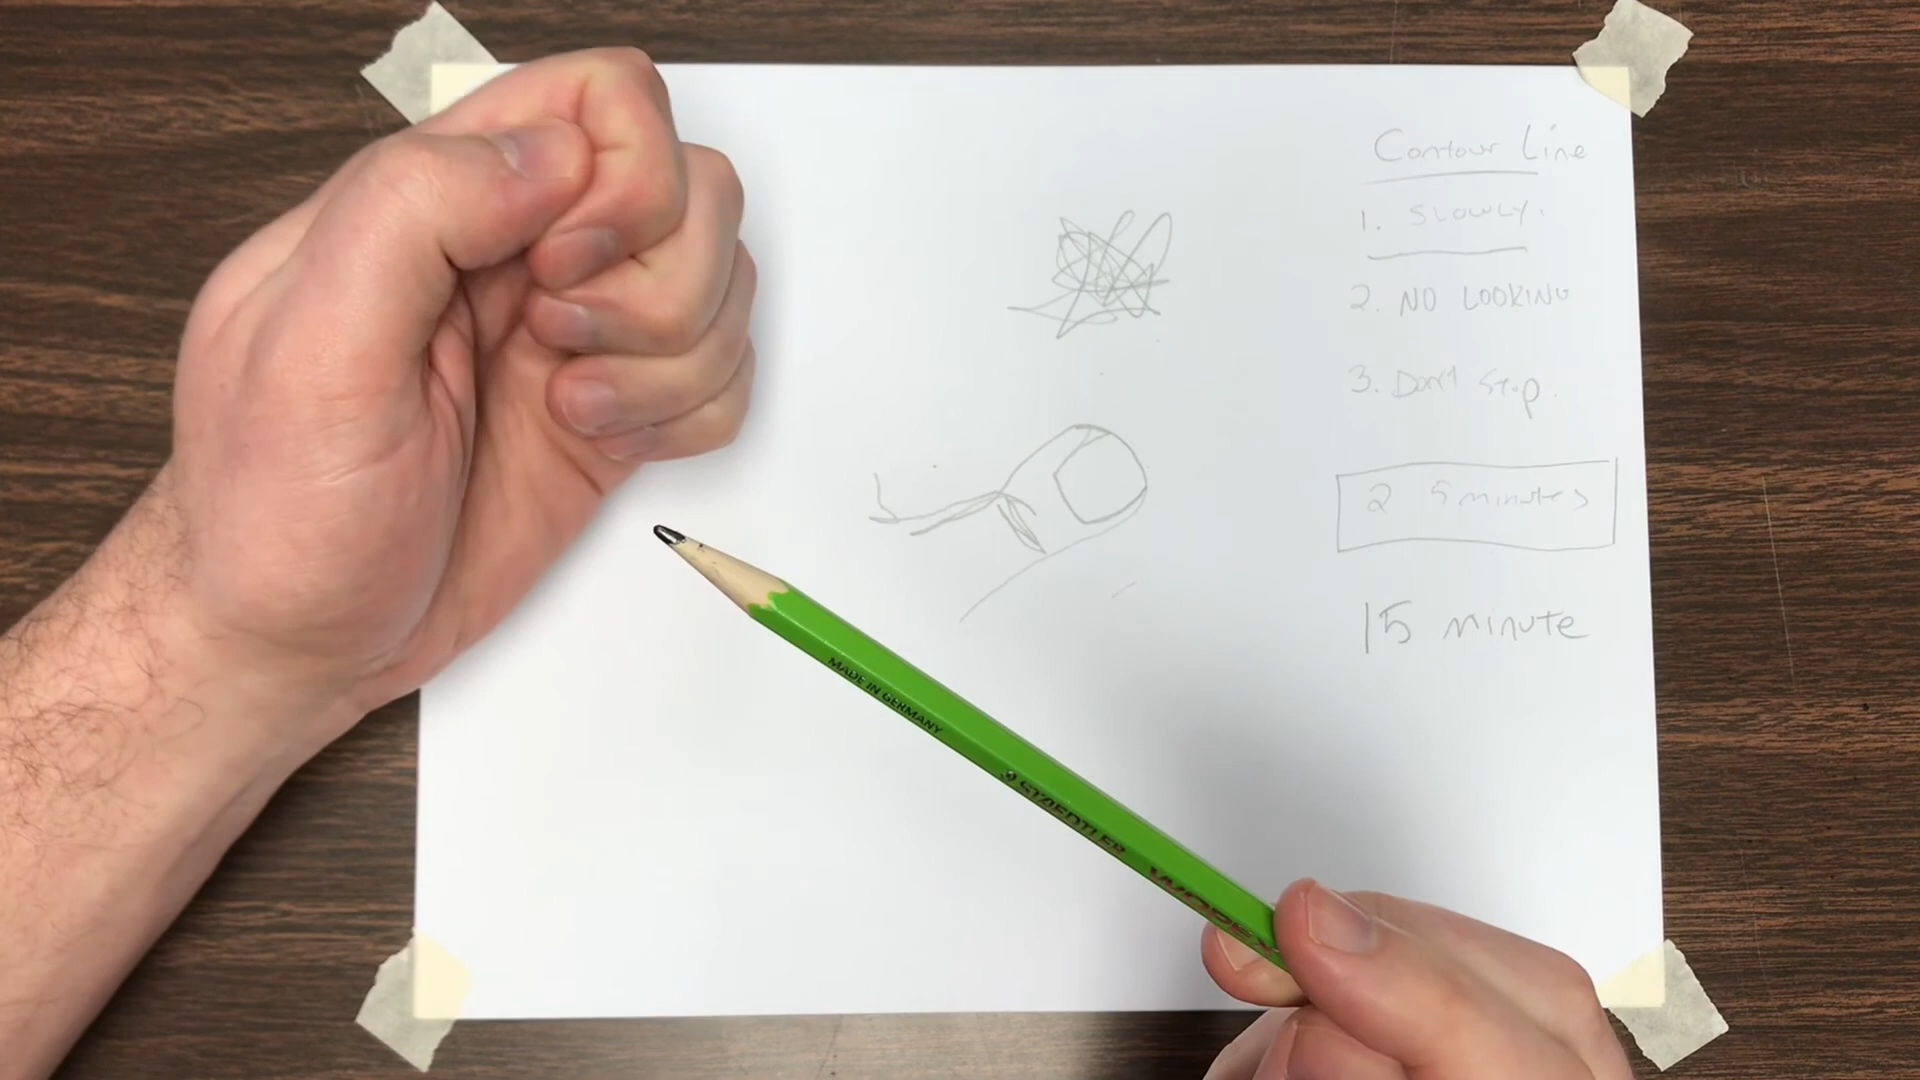 Contour Line
1. SLOWLY.
2. NO LOOKING
3. Don't Stop.
2 5 minutes
15 minute
MADE IN GERMANY
STAEDTLER WOPEX